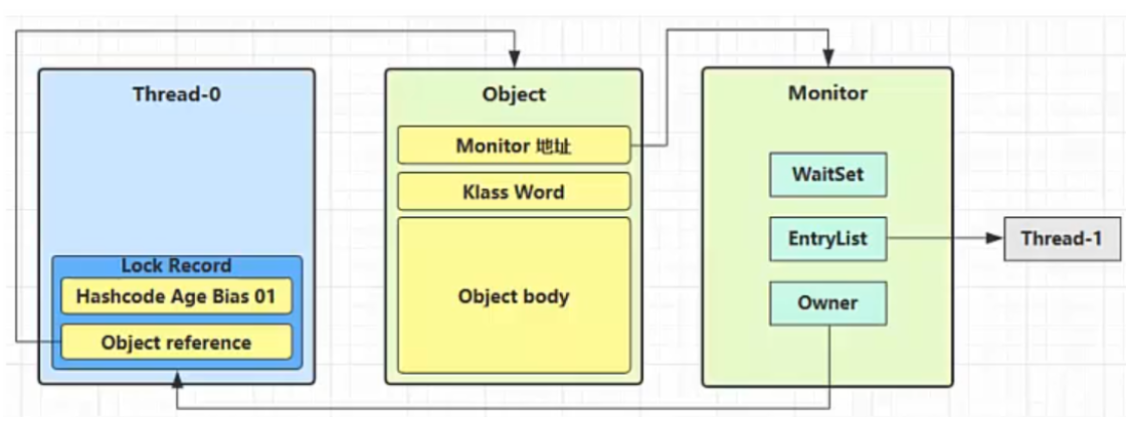 Thread-0
Lock Record
Hashcode Age Bias 01
Object reference
Object
Monitor 地址
Klass Word
Object body
Monitor
WaitSet
EntryList
Owner
Thread-1